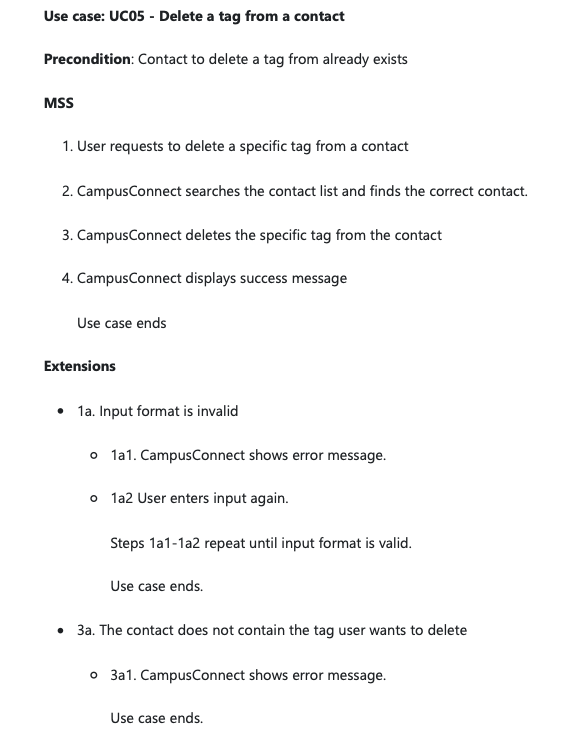 Use case: UC05 - Delete a tag from a contact
Precondition: Contact to delete a tag from already exists
MSS
1. User requests to delete a specific tag from a contact
2. CampusConnect searches the contact list and finds the correct contact.
3. CampusConnect deletes the specific tag from the contact
4. CampusConnect displays success message
Use case ends
Extensions
• 1a. Input format is invalid
○ 1a1. CampusConnect shows error message.
○ 1a2 User enters input again.
Steps 1a1-1a2 repeat until input format is valid.
Use case ends.
• 3a. The contact does not contain the tag user wants to delete
○ 3a1. CampusConnect shows error message.
Use case ends.